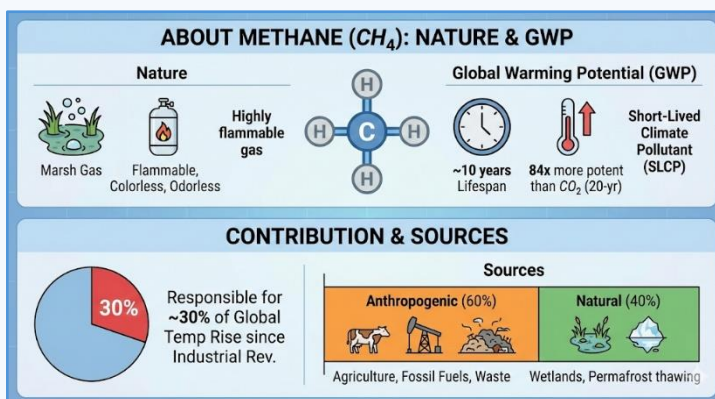 ABOUT METHANE (CH₄): NATURE & GWP
Nature
Marsh Gas
Flammable,
Colorless, Odorless
Highly
flammable
gas
H
H
C
H
H
Global Warming Potential (GWP)
~10 years
Lifespan
84x more potent
than CO₂ (20-yr)
Short-Lived
Climate
Pollutant
(SLCP)
CONTRIBUTION & SOURCES
30%
Responsible for
~30% of Global
Temp Rise since
Industrial Rev.
Sources
Anthropogenic (60%)
Natural (40%)
Agriculture, Fossil Fuels, Waste
Wetlands, Permafrost thawing